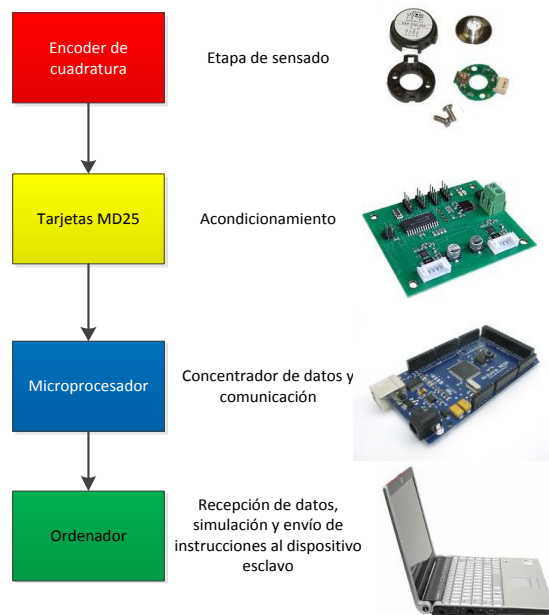 Encoder de
cuadratura
Etapa de sensado
Tarjetas MD25
Acondicionamiento
Microprocesador
Concentrador de datos y
comunicación
Ordenador
Recepción de datos,
simulación y envío de
instrucciones al dispositivo
esclavo